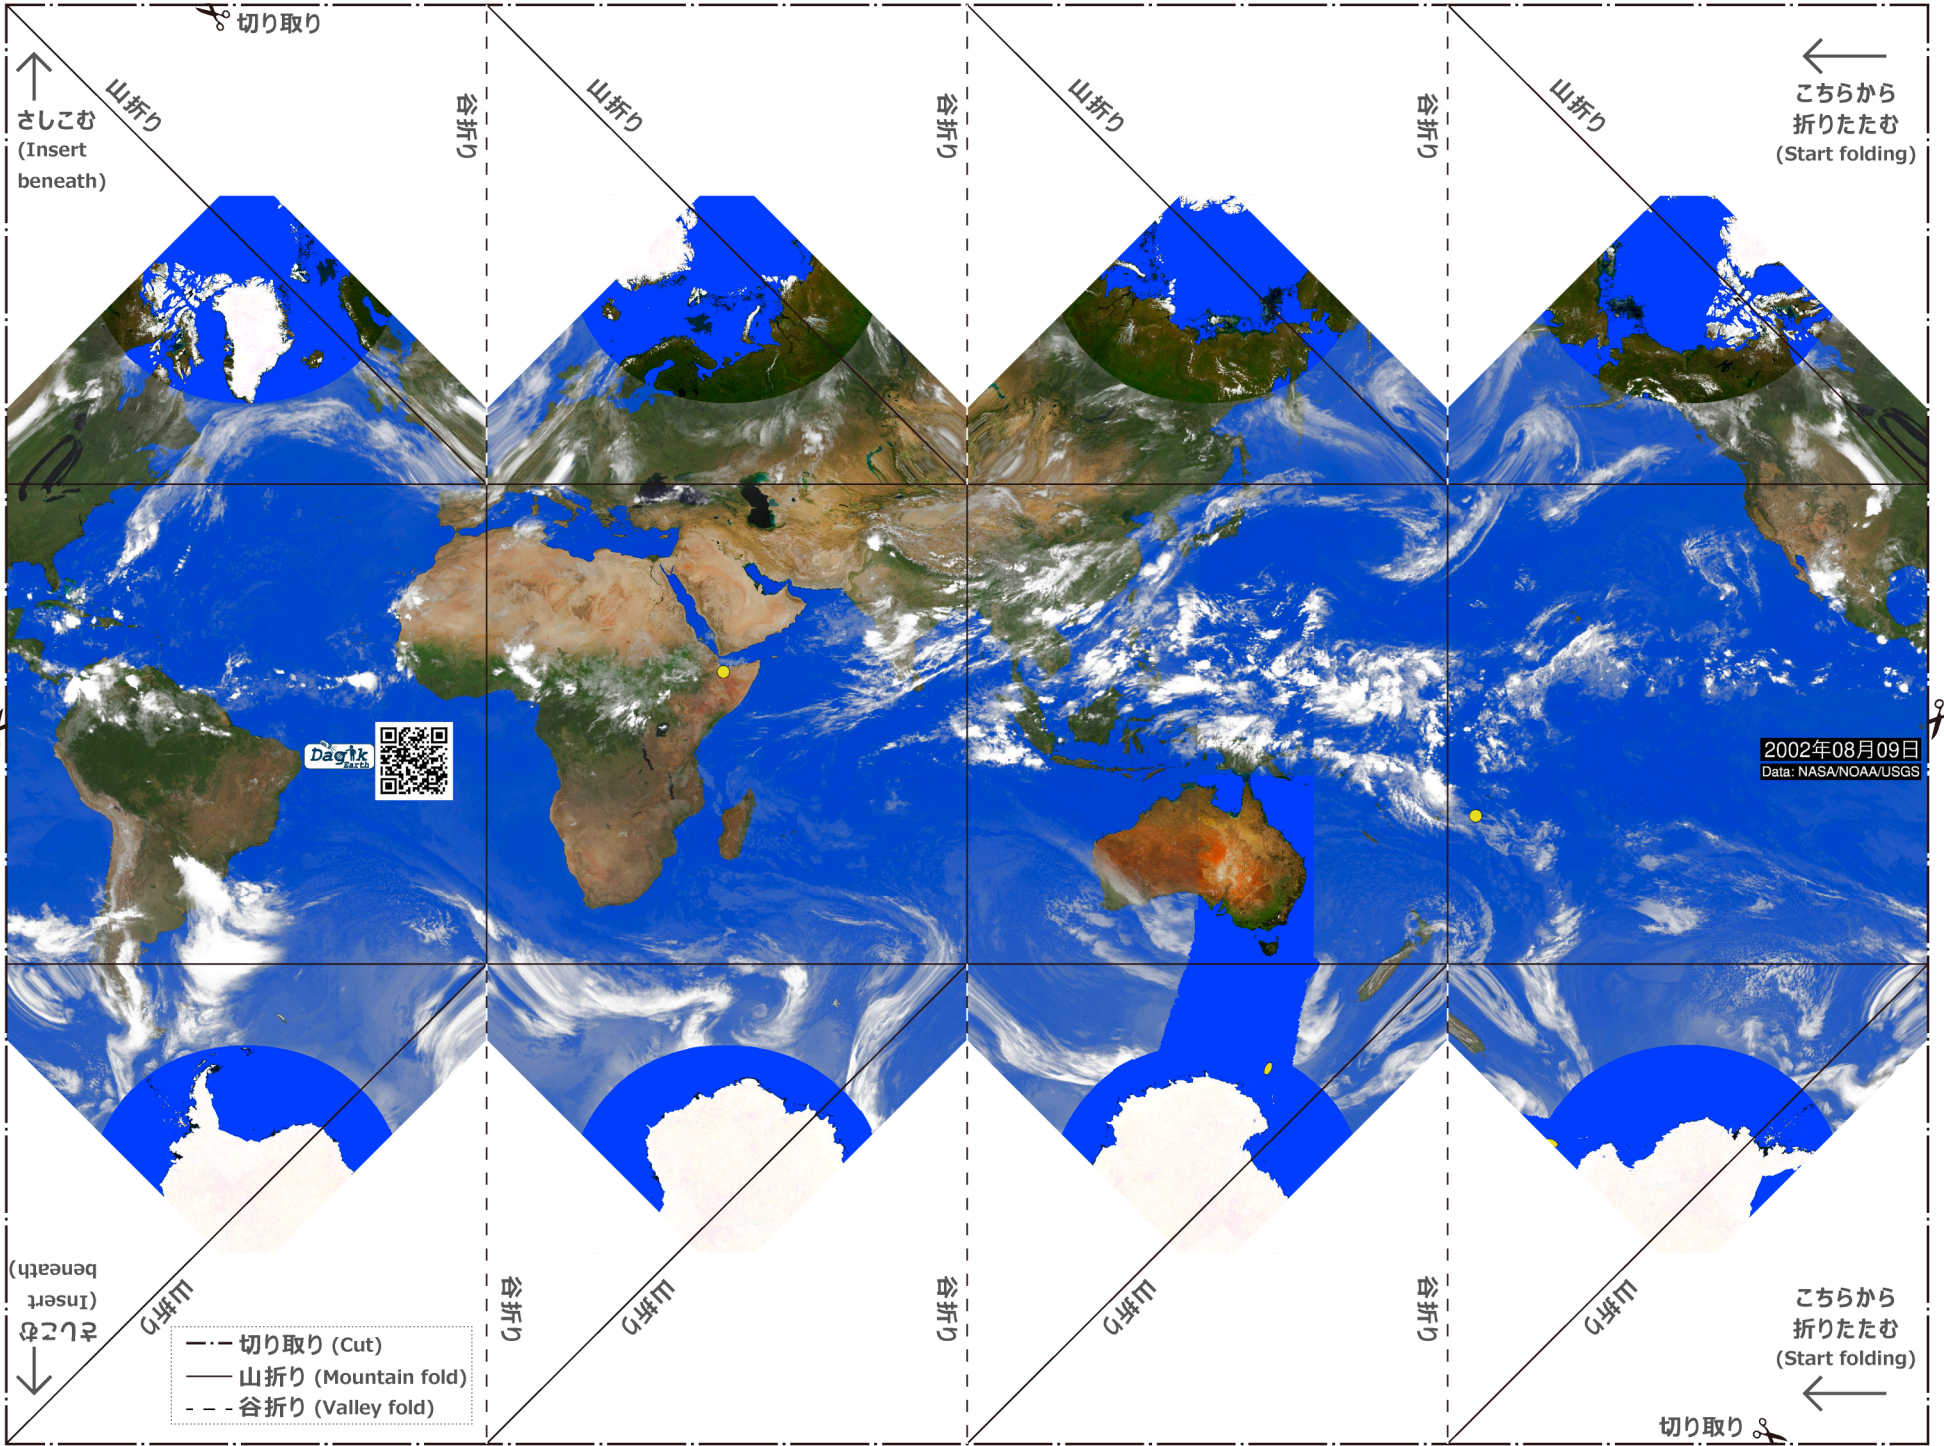 切り取り
山折り
谷折り
山折り
谷折り
山折り
谷折り
山折り
さしこむ
(Insert
beneath)
こちらから
折りたたむ
(Start folding)
Dagik
Earth
2002年08月09日
Data: NASA/NOAA/USGS
さしこむ
(Insert
beneath)
山折り
谷折り
山折り
谷折り
山折り
谷折り
山折り
こちらから
折りたたむ
(Start folding)
切り取り (Cut)
山折り (Mountain fold)
谷折り (Valley fold)
切り取り